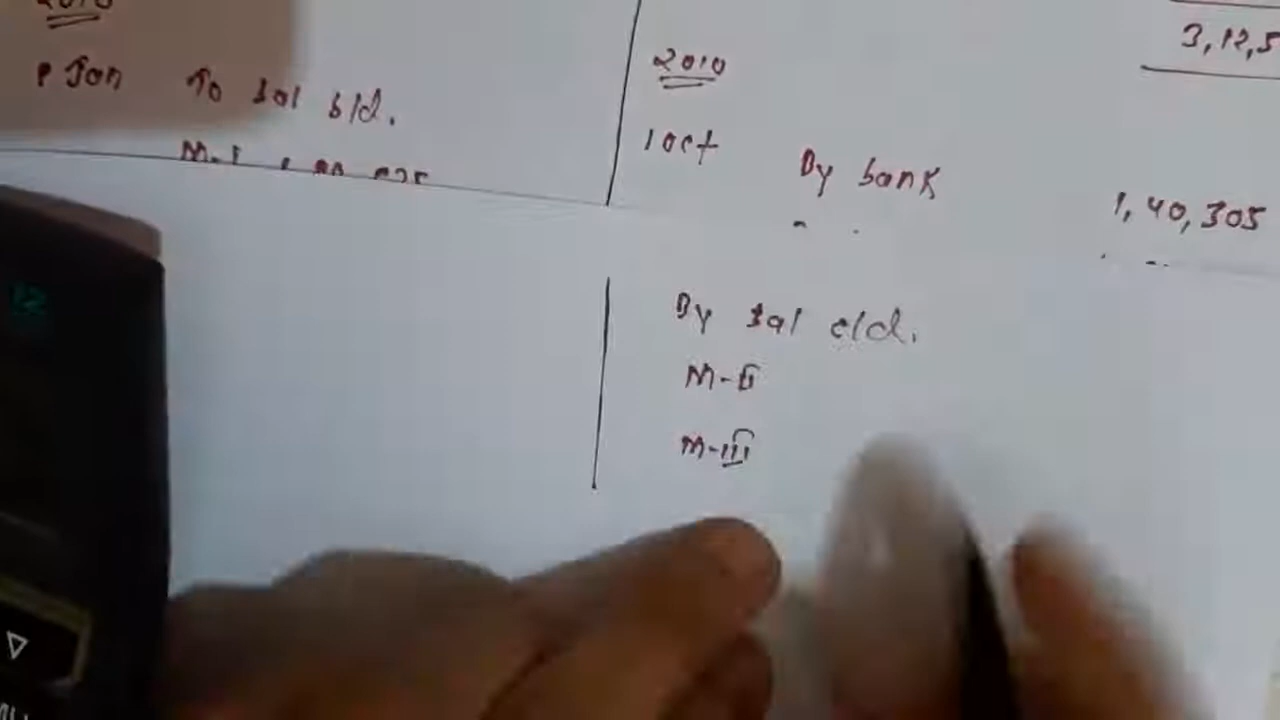 2010
1 Jan To Bal b/d.
M-I
3,12,5
2010
1 Oct By bank 1,40,305
By Bal c/d.
M-II
M-III